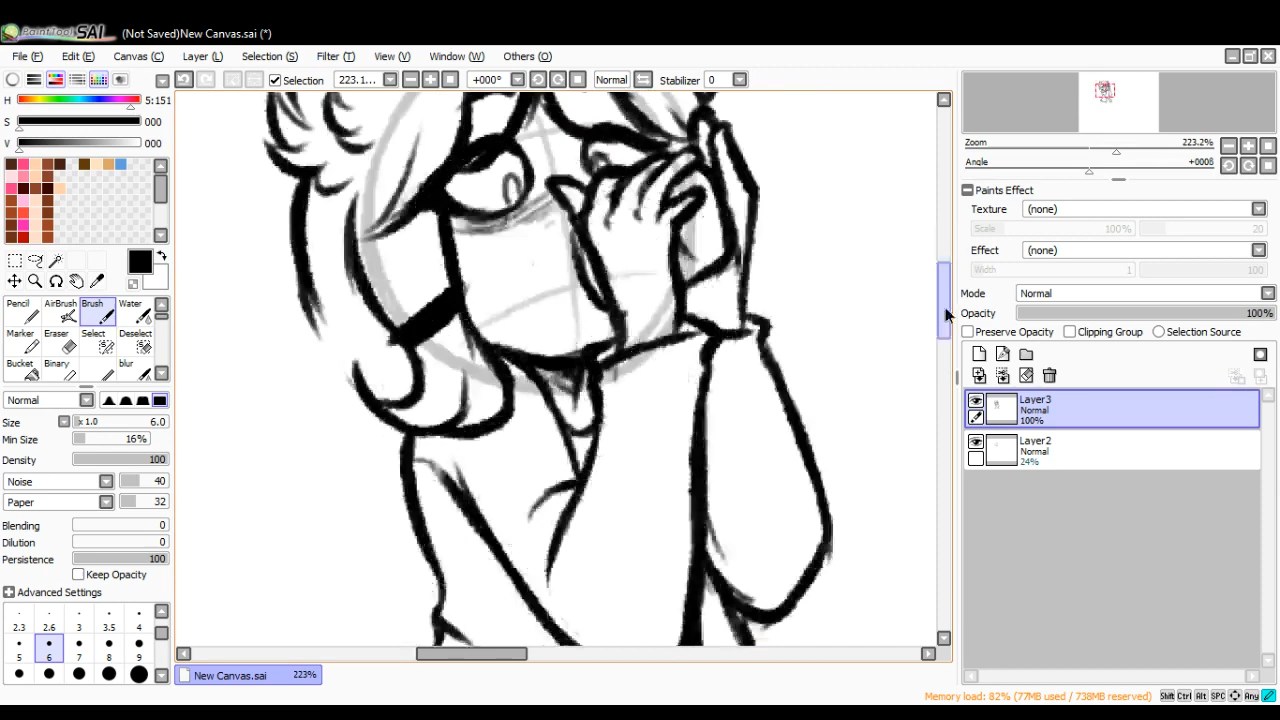 PaintTool SAI (Not Saved)New Canvas.sai (*)
File (F) Edit (E) Canvas (C) Layer (L) Selection (S) Filter (T) View (V) Window (W) Others (O)
Selection 223.1... +000° Normal Stabilizer 0
H 5:151
S 000
V 000
Zoom 223.2%
Angle +0008
Paints Effect
Texture (none)
Scale 100% 20
Effect (none)
Width 1 100
Mode Normal
Opacity 100%
Preserve Opacity Clipping Group Selection Source
Layer3
Normal
100%
Layer2
Normal
24%
Pencil AirBrush Brush Water
Marker Eraser Select Deselect
Bucket Binary blur
Normal
Size x 1.0 6.0
Min Size 16%
Density 100
Noise 40
Paper 32
Blending 0
Dilution 0
Persistence 100
Keep Opacity
Advanced Settings
2.3 2.6 3 3.5 4
5 6 7 8 9
New Canvas.sai 223%
Memory load: 82% (77MB used / 738MB reserved) Shift Ctrl Alt SPC Any